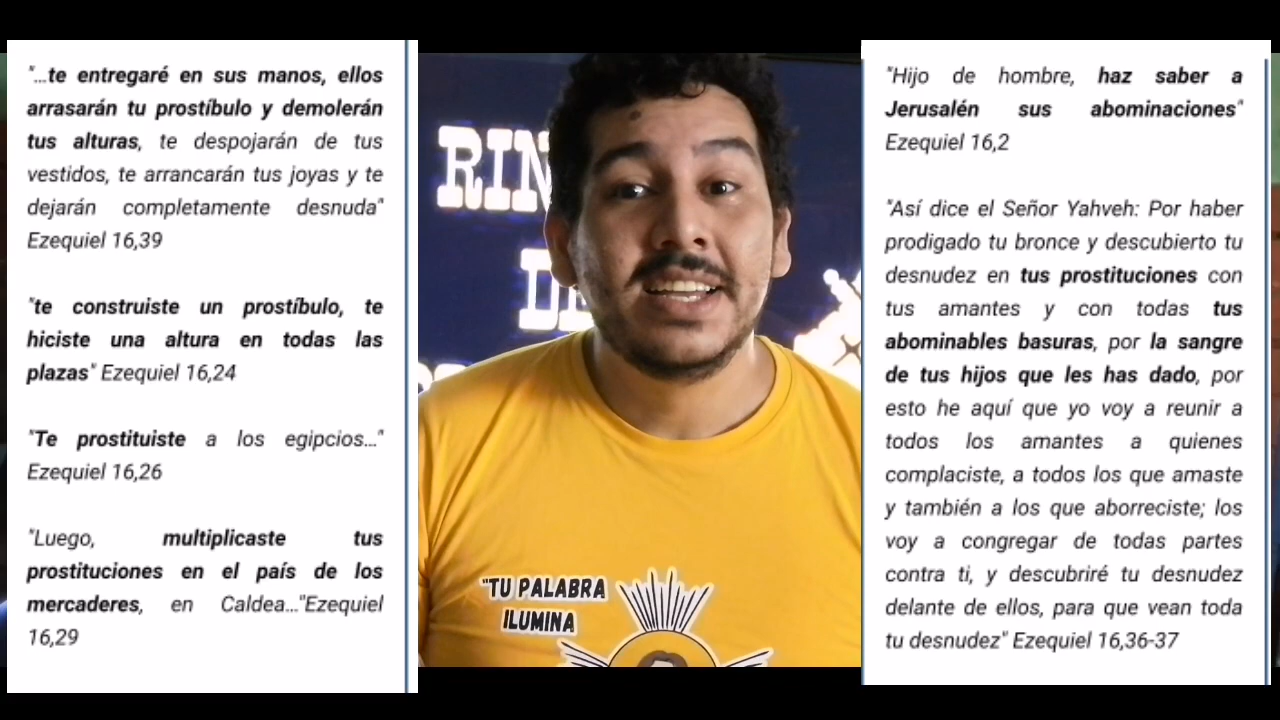 "...te entregaré en sus manos, ellos
arrasarán tu prostíbulo y demolerán
tus alturas, te despojarán de tus
vestidos, te arrancarán tus joyas y te
dejarán completamente desnuda"
Ezequiel 16,39
"te construiste un prostíbulo, te
hiciste una altura en todas las
plazas" Ezequiel 16,24
"Te prostituiste a los egipcios..."
Ezequiel 16,26
"Luego, multiplicaste tus
prostituciones en el país de los
mercaderes, en Caldea..."Ezequiel
16,29
RIN
DE
"TU PALABRA
ILUMINA
"Hijo de hombre, haz saber a
Jerusalén sus abominaciones"
Ezequiel 16,2
"Así dice el Señor Yahveh: Por haber
prodigado tu bronce y descubierto tu
desnudez en tus prostituciones con
tus amantes y con todas tus
abominables basuras, por la sangre
de tus hijos que les has dado, por
esto he aquí que yo voy a reunir a
todos los amantes a quienes
complaciste, a todos los que amaste
y también a los que aborreciste; los
voy a congregar de todas partes
contra ti, y descubriré tu desnudez
delante de ellos, para que vean toda
tu desnudez" Ezequiel 16,36-37